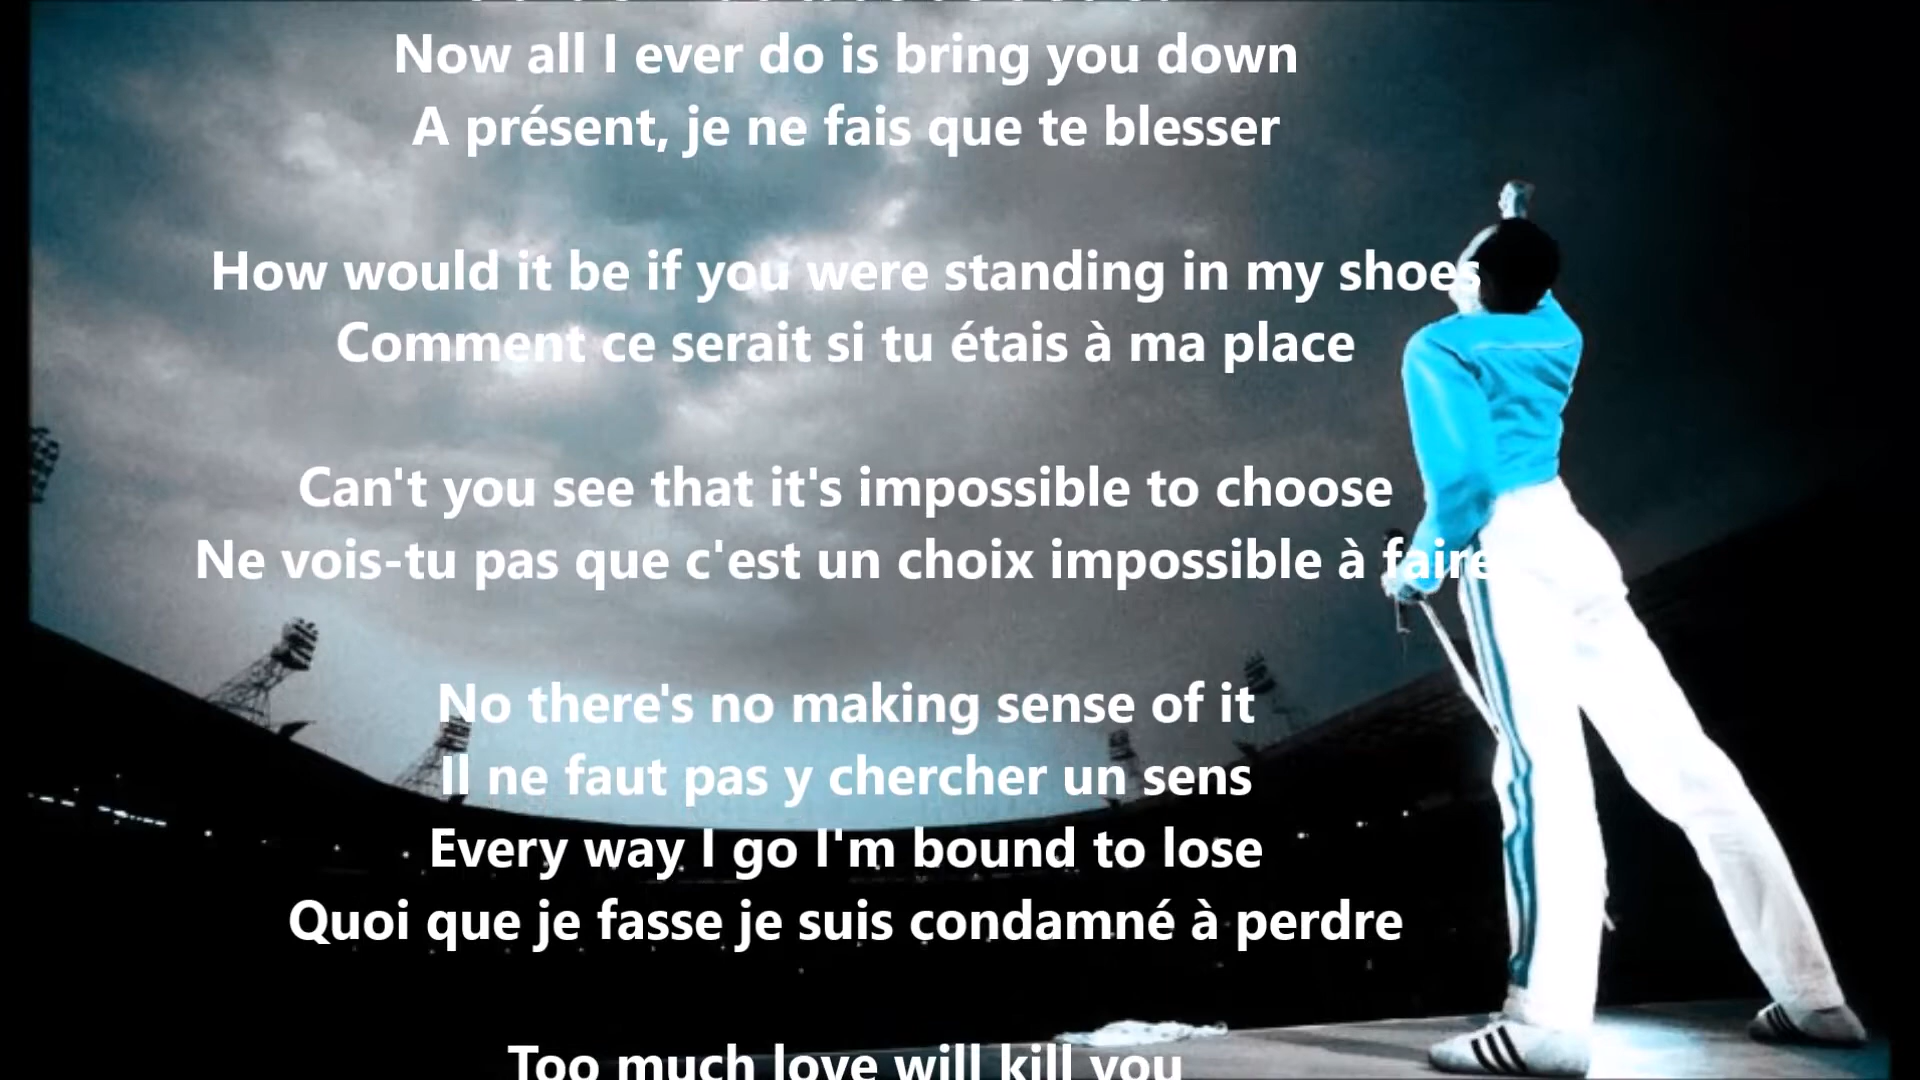 Now all I ever do is bring you down
A présent, je ne fais que te blesser
How would it be if you were standing in my shoes
Comment ce serait si tu étais à ma place
Can't you see that it's impossible to choose
Ne vois-tu pas que c'est un choix impossible à faire
No there's no making sense of it
Il ne faut pas y chercher un sens
Every way I go I'm bound to lose
Quoi que je fasse je suis condamné à perdre
Too much love will kill you